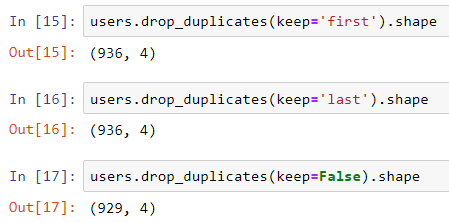 In [15]: users.drop_duplicates(keep='first').shape
Out[15]: (936, 4)
In [16]: users.drop_duplicates(keep='last').shape
Out[16]: (936, 4)
In [17]: users.drop_duplicates(keep=False).shape
Out[17]: (929, 4)